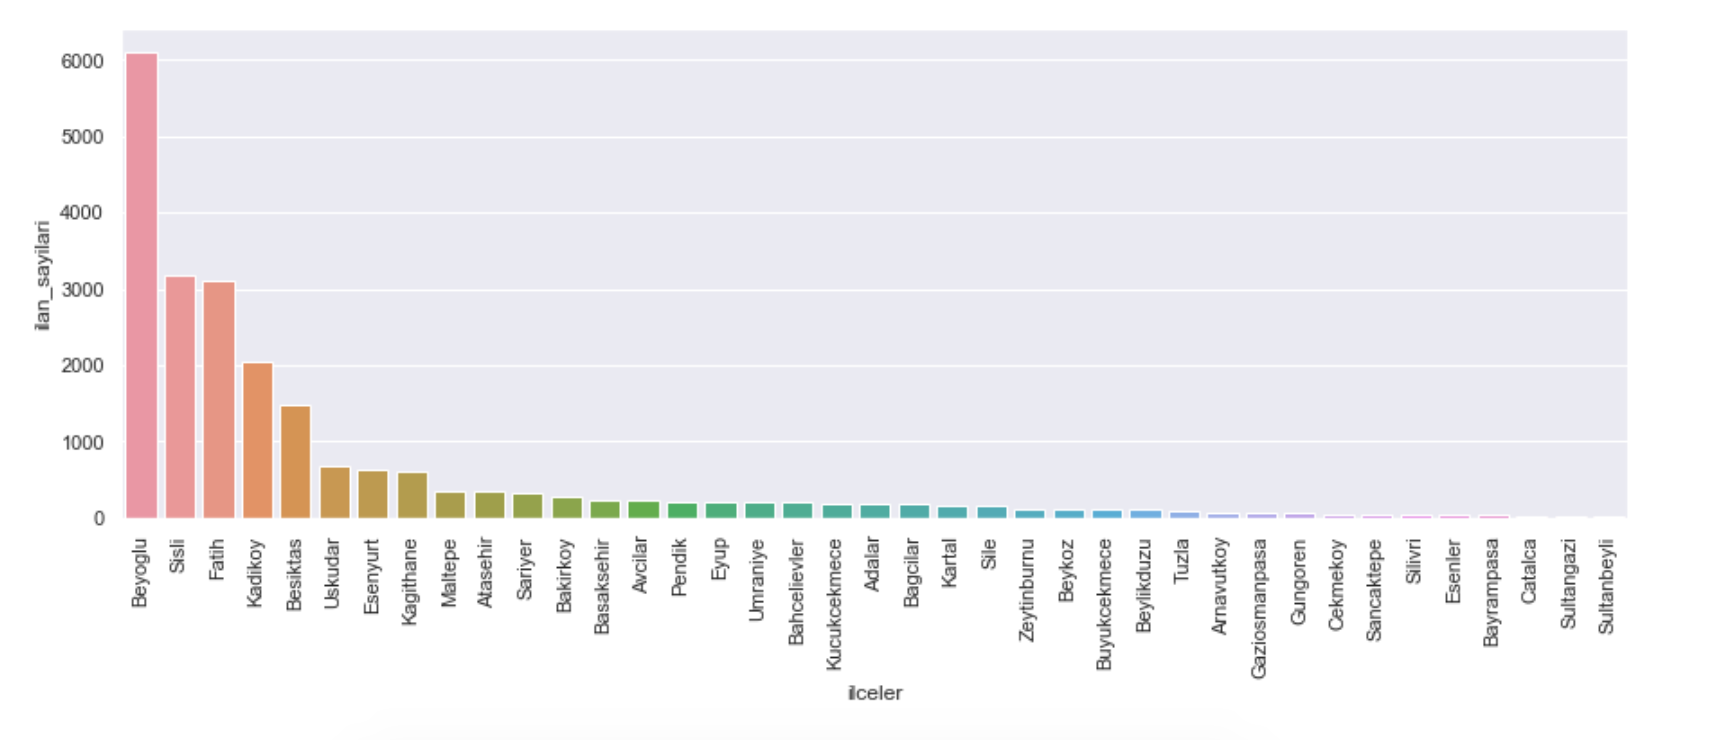 6000
5000
4000
3000
2000
1000
0
ilan_sayilari
Beyoglu
Sisli
Fatih
Kadikoy
Besiktas
Uskudar
Esenyurt
Kagithane
Maltepe
Atasehir
Sariyer
Bakirkoy
Basaksehir
Avcilar
Pendik
Eyup
Umraniye
Bahcelievler
Kucukcekmece
Adalar
Bagcilar
Kartal
Sile
Zeytinburnu
Beykoz
Buyukcekmece
Beylikduzu
Tuzla
Arnavutkoy
Gaziosmanpasa
Gungoren
Cekmekoy
Sancaktepe
Silivri
Esenler
Bayrampasa
Catalca
Sultangazi
Sultanbeyli
ilceler